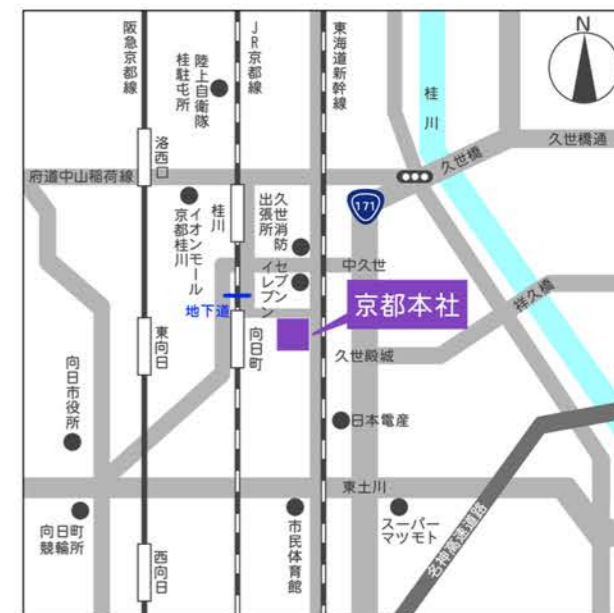 阪急京都線
JR京都線
東海道新幹線
N
陸上自衛隊
桂駐屯所
桂川
久世橋
久世橋通
洛西口
府道中山稲荷線
171
桂川
イオンモール
京都桂川
久世消防
出張所
セブン
イレブン
中久世
地下道
京都本社
祥久橋
東向日
向日町
久世殿城
向日市役所
日本電産
東土川
向日町
競輪所
西向日
市民体育館
スーパー
マツモト
名神高速道路